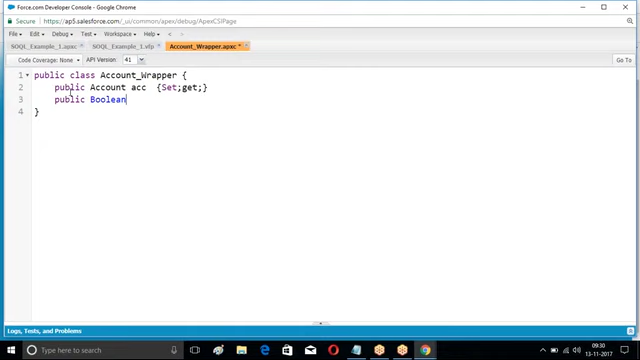 Force.com Developer Console - Google Chrome
Secure https://ap5.salesforce.com/_ui/common/apex/debug/ApexCSIPage
File Edit Debug Test Workspace Help < >
SOQL_Example_1.apxc SOQL_Example_1.vfp Account_Wrapper.apxc
Code Coverage: None API Version 41 Go To
1 public class Account_Wrapper {
2 public Account acc {Set;get;}
3 public Boolean
4 }
Logs, Tests, and Problems
Type here to search
09:30
13-11-2017